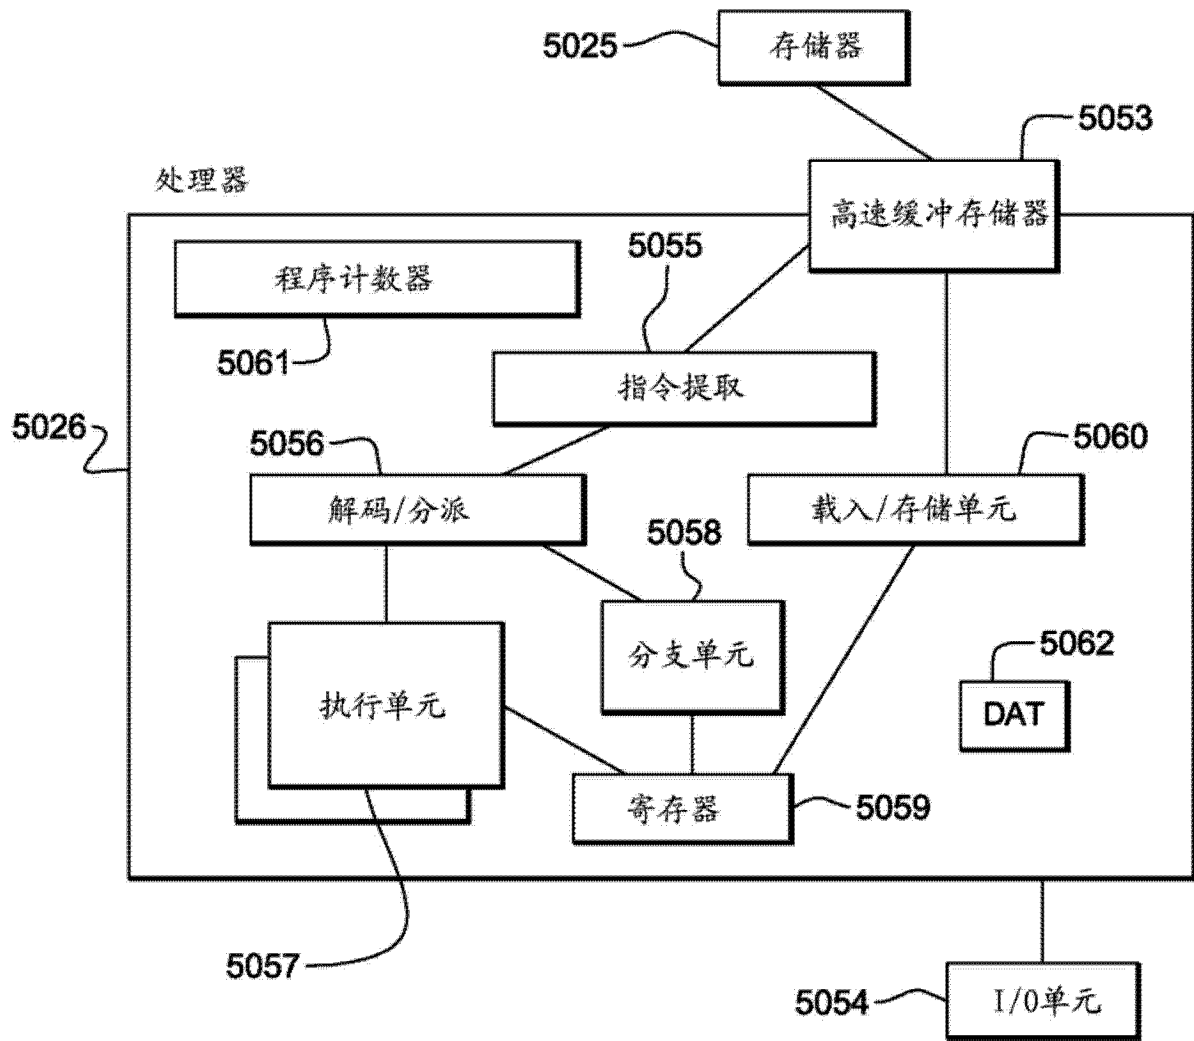 5025
存储器
5053
处理器
高速缓冲存储器
5055
程序计数器
5061
指令提取
5026
5056
5060
解码/分派
载入/存储单元
5058
分支单元
5062
执行单元
DAT
寄存器
5059
5057
5054
I/O单元